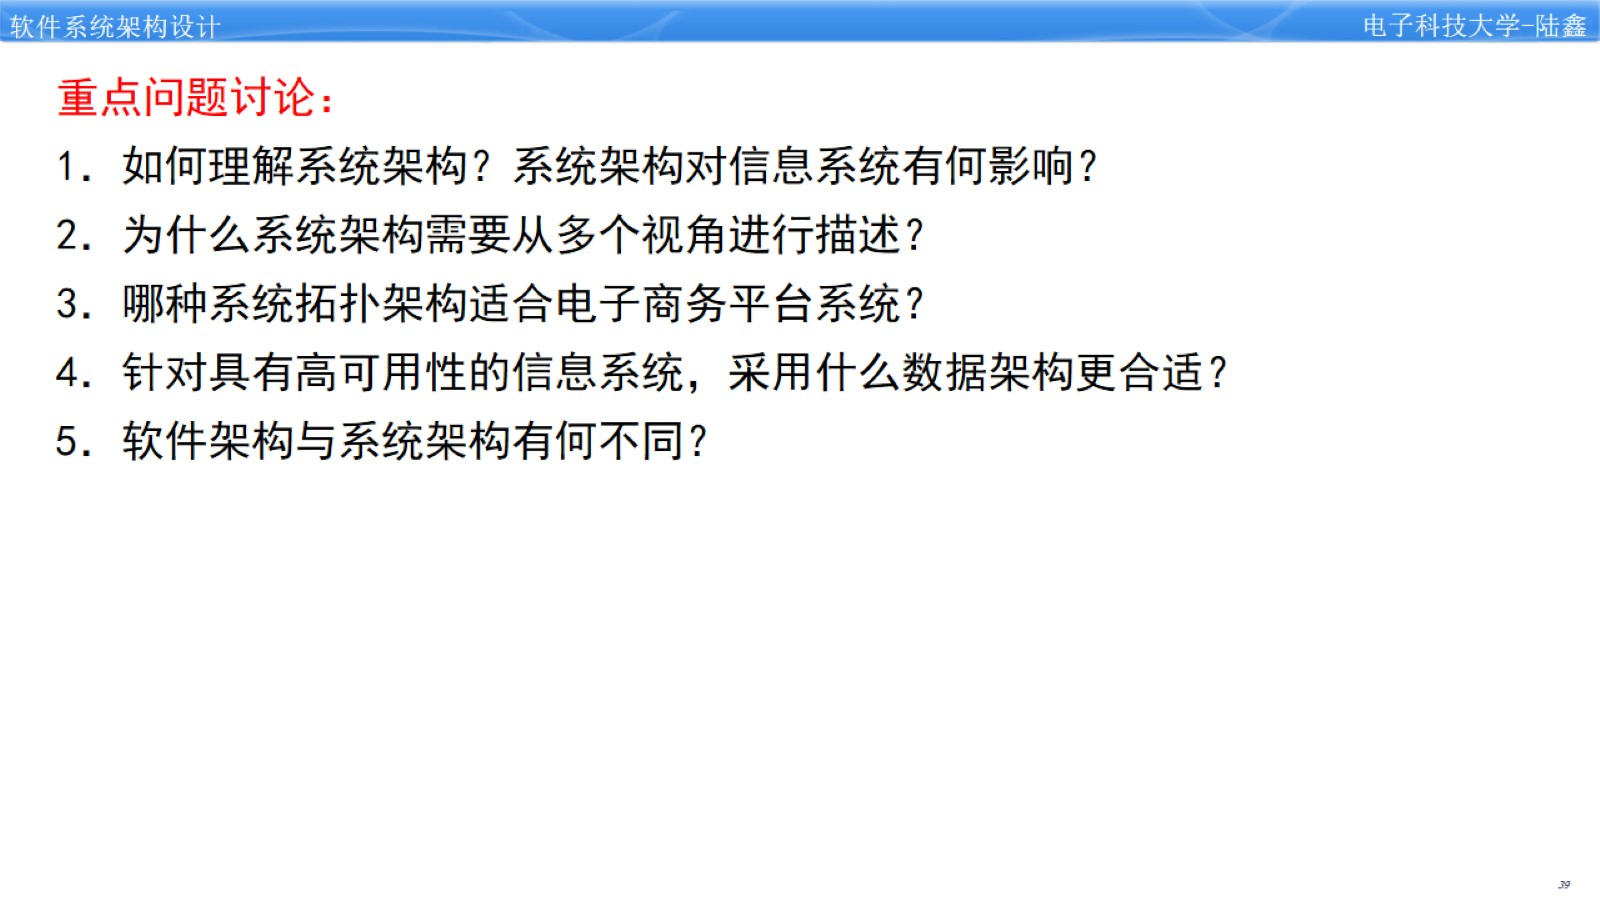 软件系统架构设计
电子科技大学-陆鑫
重点问题讨论：
1. 如何理解系统架构？系统架构对信息系统有何影响？
2. 为什么系统架构需要从多个视角进行描述？
3. 哪种系统拓扑架构适合电子商务平台系统？
4. 针对具有高可用性的信息系统，采用什么数据架构更合适？
5. 软件架构与系统架构有何不同？
39